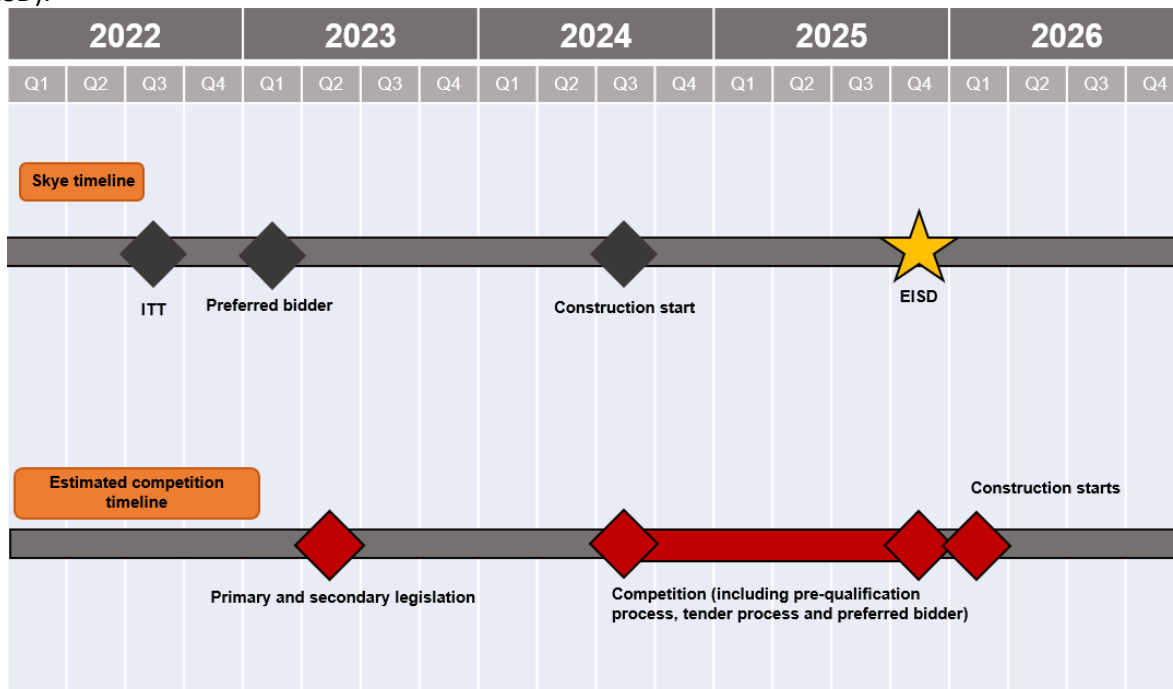 2022 2023 2024 2025 2026
Q1 Q2 Q3 Q4 Q1 Q2 Q3 Q4 Q1 Q2 Q3 Q4 Q1 Q2 Q3 Q4 Q1 Q2 Q3 Q4
Skye timeline
ITT
Preferred bidder
Construction start
EISD
Estimated competition
timeline
Construction starts
Primary and secondary legislation
Competition (including pre-qualification
process, tender process and preferred bidder)